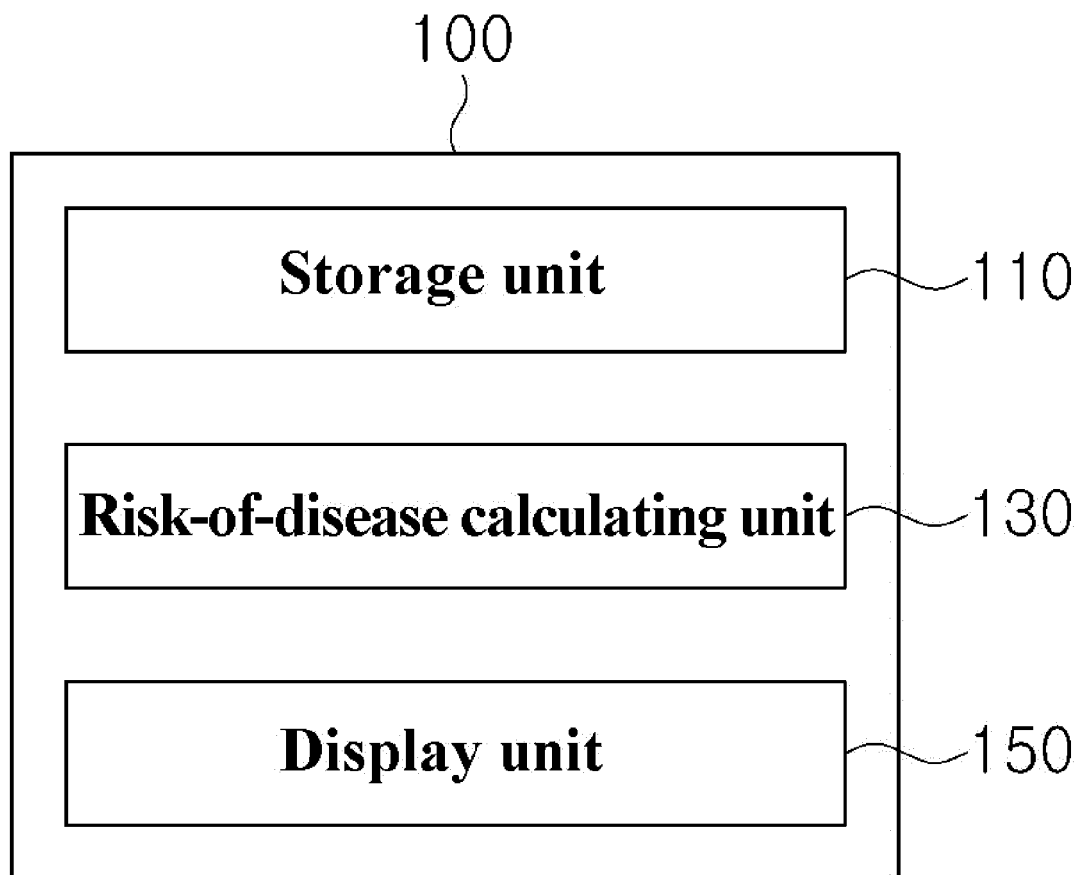 100
Storage unit 110
Risk-of-disease calculating unit 130
Display unit 150